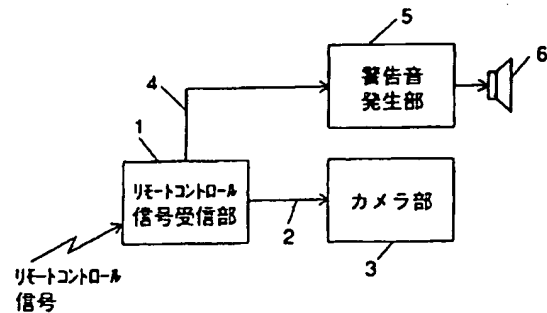 5
6
警告音
発生部
4
1
リモートコントロール
信号受信部
2
カメラ部
3
リモートコントロール
信号